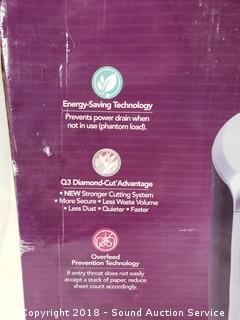 Energy-Saving Technology
Prevents power drain when
not in use (phantom load).
Q3 Diamond-Cut Advantage
• NEW Stronger Cutting System
• More Secure • Less Waste Volume
• Less Dust • Quieter • Faster
Overfeed
Prevention Technology
If entry throat does not easily
accept a stack of paper, reduce
sheet count accordingly.
Copyright 2018 - Sound Auction Service